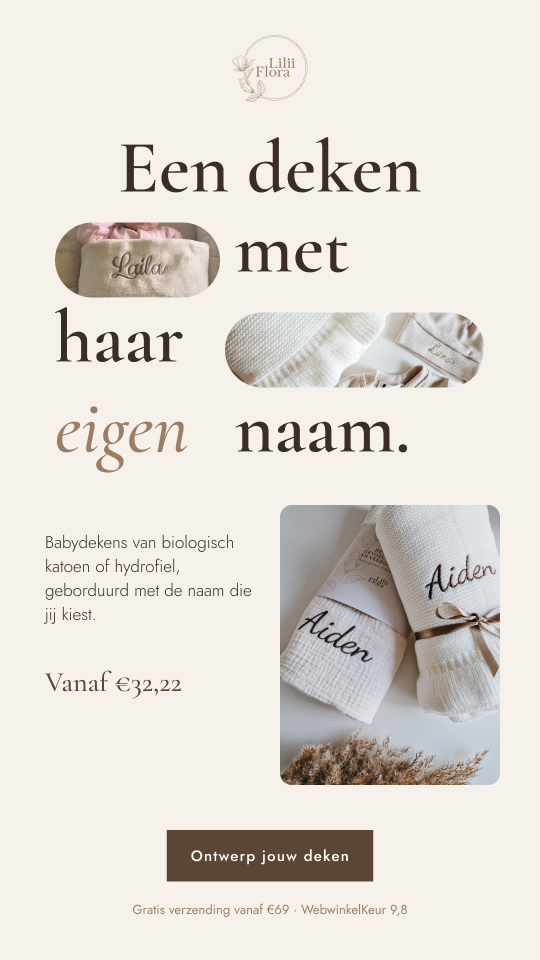 Lilii
Flora
Een deken
Laila
met
haar
eigen
naam.
Babydekens van biologisch
katoen of hydrofiel,
geborduurd met de naam die
jij kiest.
Vanaf €32,22
Aiden
Aiden
Ontwerp jouw deken
Gratis verzending vanaf €69 · WebwinkelKeur 9,8